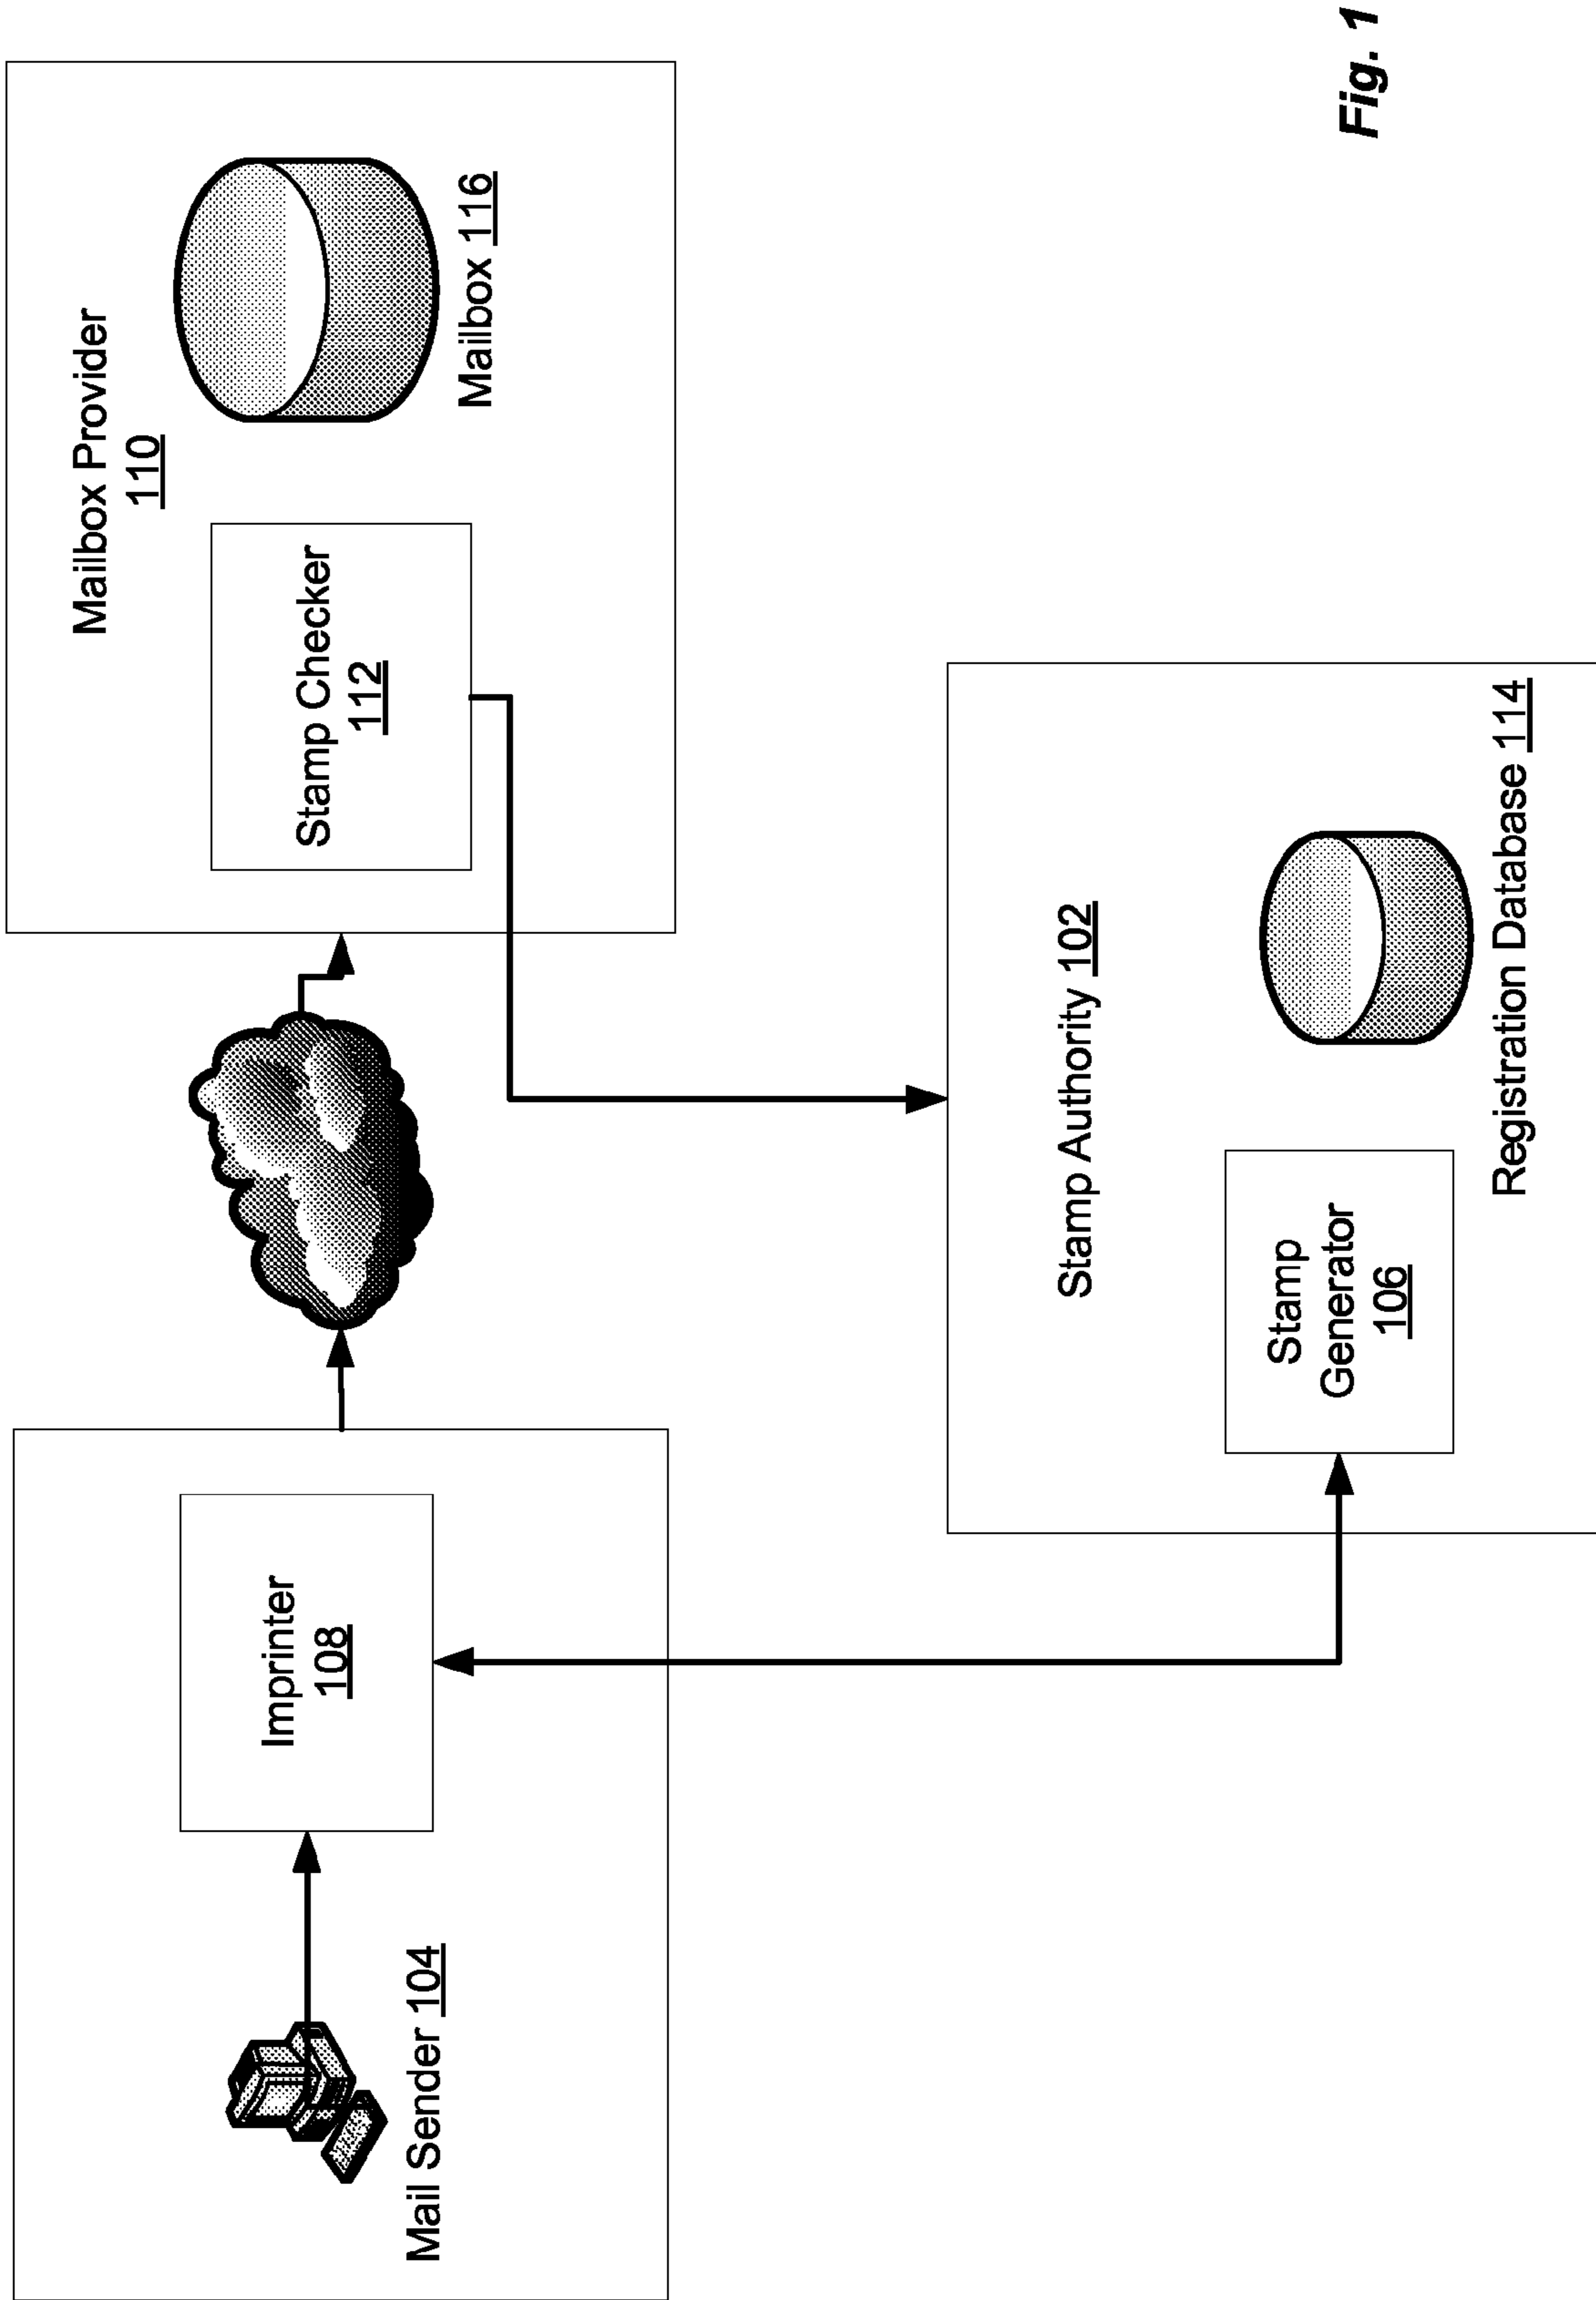 Mail Sender 104
Imprinter
108
Mailbox Provider
110
Stamp Checker
112
Mailbox 116
Stamp Authority 102
Stamp
Generator
106
Registration Database 114
Fig. 1